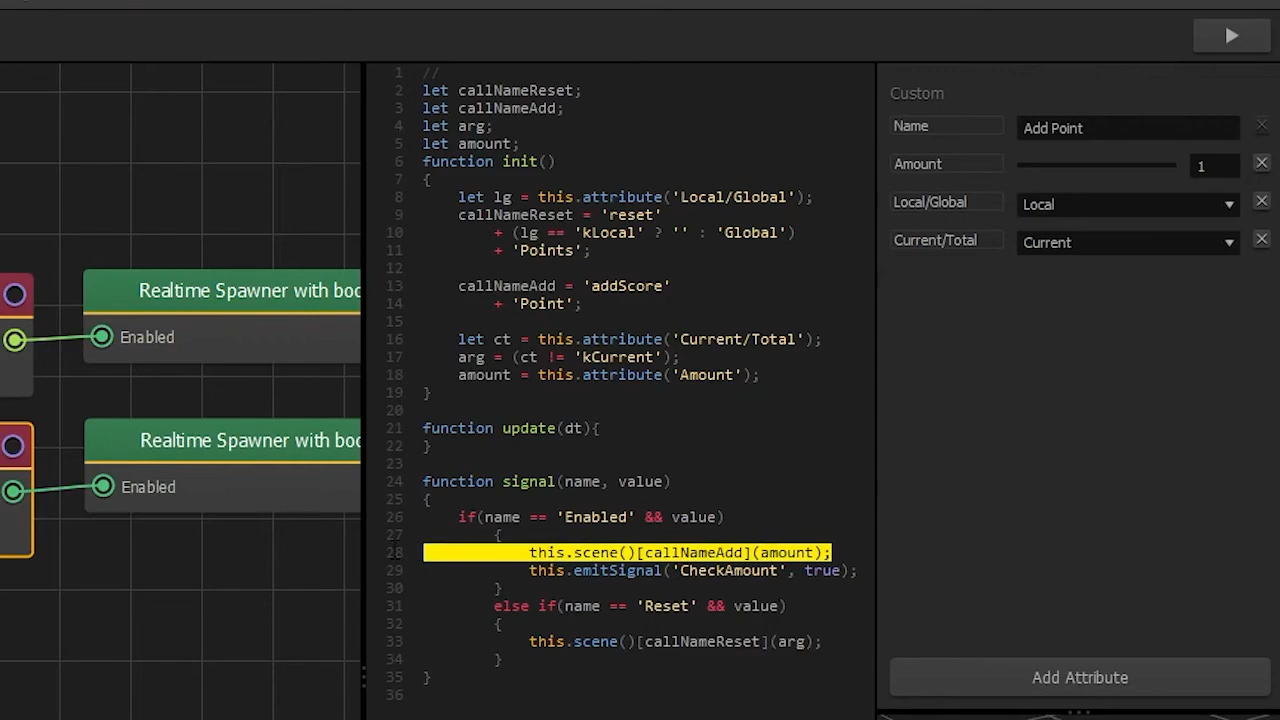 Realtime Spawner with boc
Enabled
Realtime Spawner with boc
Enabled
1 //
2 let callNameReset;
3 let callNameAdd;
4 let arg;
5 let amount;
6 function init()
7 {
8 let lg = this.attribute('Local/Global');
9 callNameReset = 'reset'
10 + (lg == 'kLocal' ? '' : 'Global')
11 + 'Points';
12
13 callNameAdd = 'addScore'
14 + 'Point';
15
16 let ct = this.attribute('Current/Total');
17 arg = (ct != 'kCurrent');
18 amount = this.attribute('Amount');
19 }
20
21 function update(dt){
22 }
23
24 function signal(name, value)
25 {
26 if(name == 'Enabled' && value)
27 {
28 this.scene()[callNameAdd](amount);
29 this.emitSignal('CheckAmount', true);
30 }
31 else if(name == 'Reset' && value)
32 {
33 this.scene()[callNameReset](arg);
34 }
35 }
36
Custom
Name Add Point
Amount 1
Local/Global Local
Current/Total Current
Add Attribute